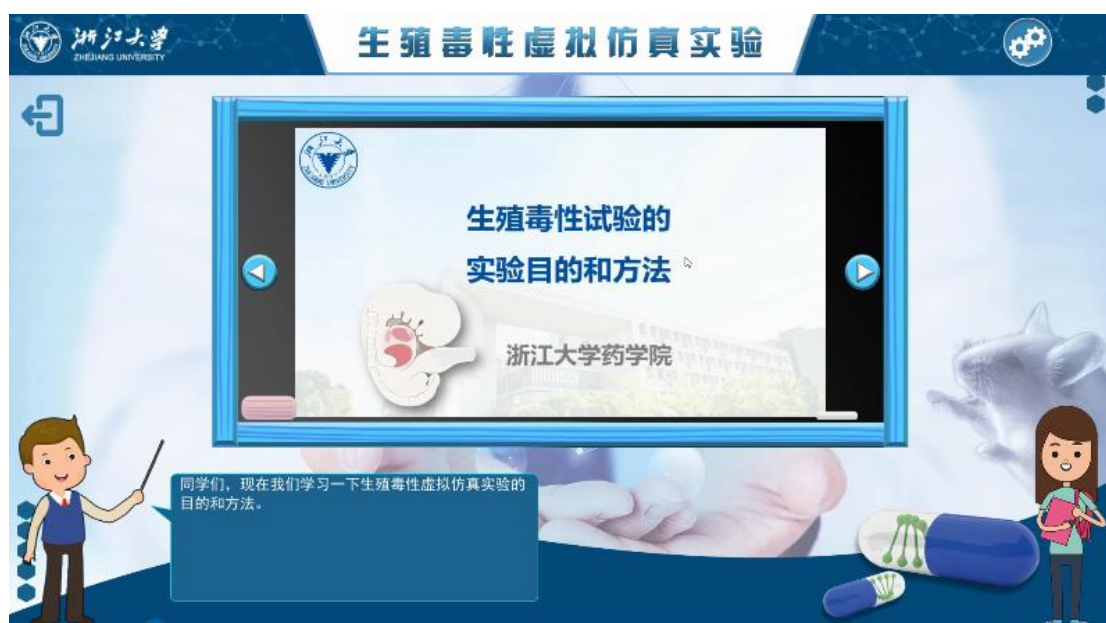 浙江大学
ZHEJIANG UNIVERSITY
生殖毒性虚拟仿真实验
生殖毒性试验的
实验目的和方法
浙江大学药学院
同学们，现在我们学习一下生殖毒性虚拟仿真实验的
目的和方法。